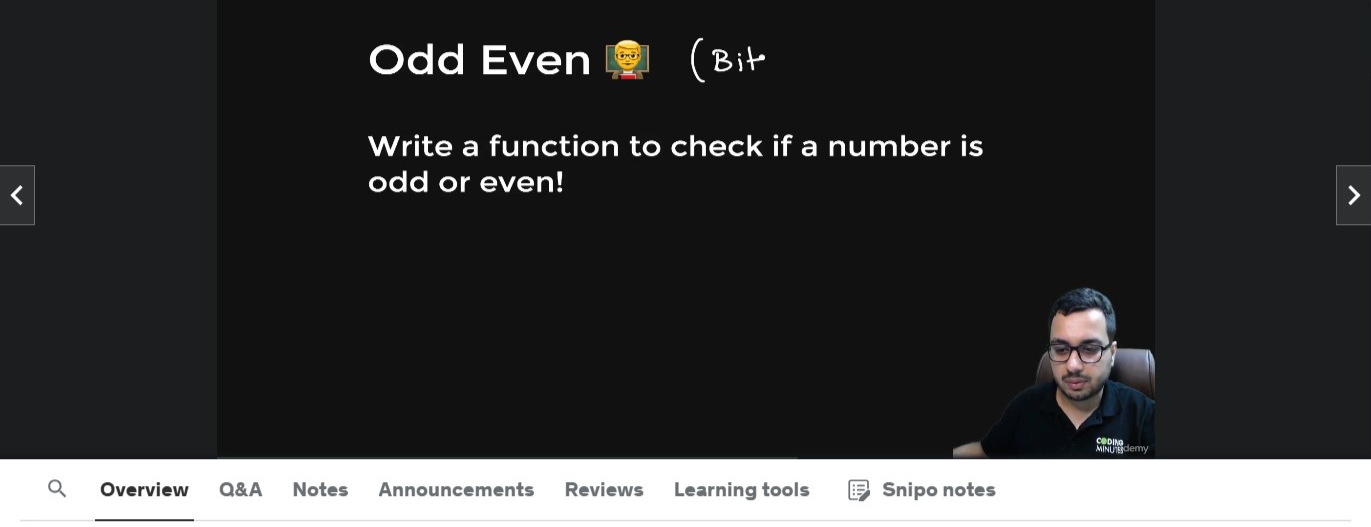 Odd Even (Bit
Write a function to check if a number is
odd or even!
CODING
MINUTES
demy
Overview Q&A Notes Announcements Reviews Learning tools Snipo notes